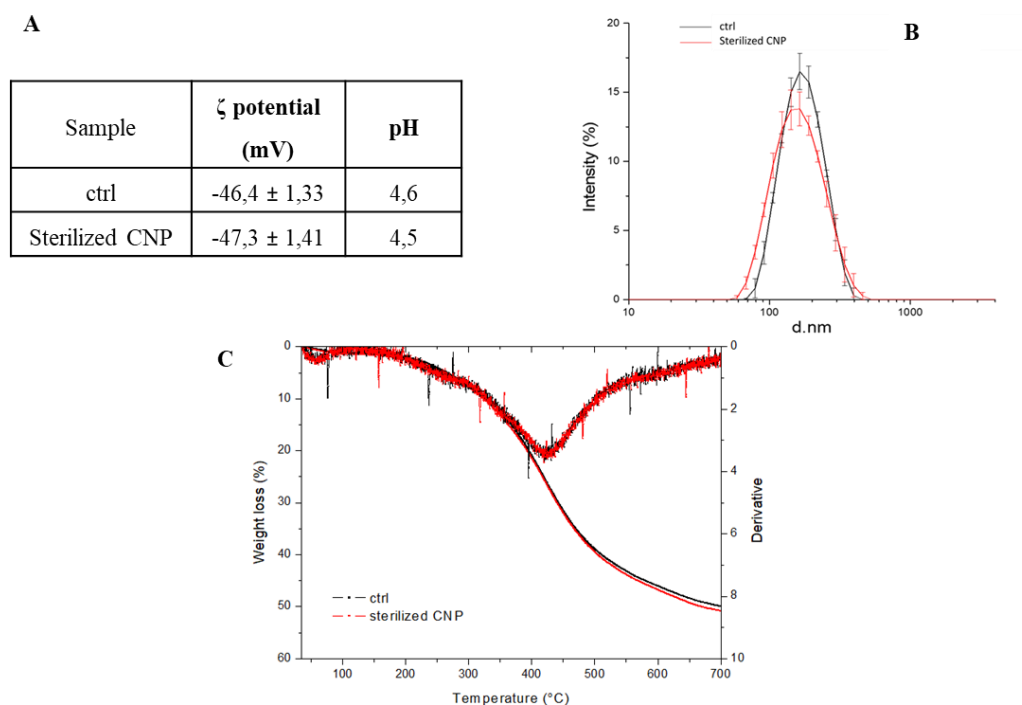 A
Sample ζ potential (mV) pH
ctrl -46,4 ± 1,33 4,6
Sterilized CNP -47,3 ± 1,41 4,5
B
ctrl
Sterilized CNP
20
15
10
5
0
Intensity (%)
10 100 1000
d.nm
C
0
10
20
30
40
50
60
Weight loss (%)
0
2
4
6
8
10
Derivative
ctrl
sterilized CNP
100 200 300 400 500 600 700
Temperature (°C)